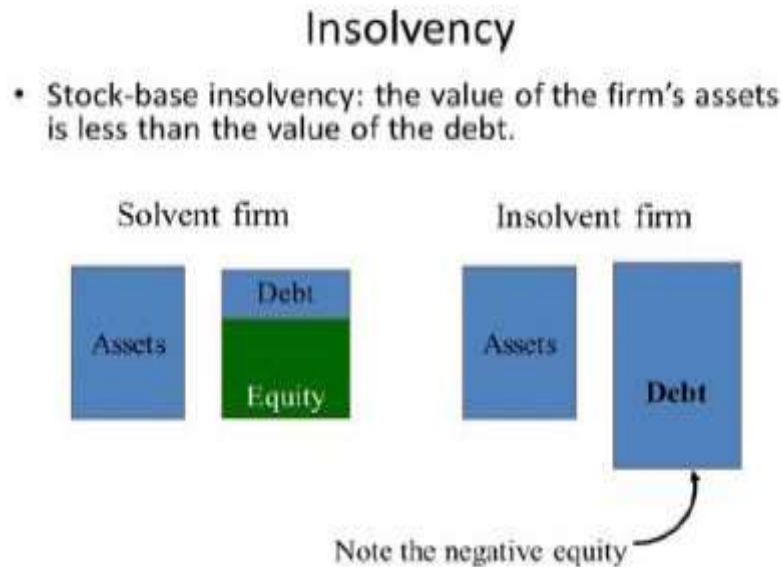 Insolvency
• Stock-base insolvency: the value of the firm's assets
is less than the value of the debt.
Solvent firm
Insolvent firm
Assets
Debt
Equity
Assets
Debt
Note the negative equity